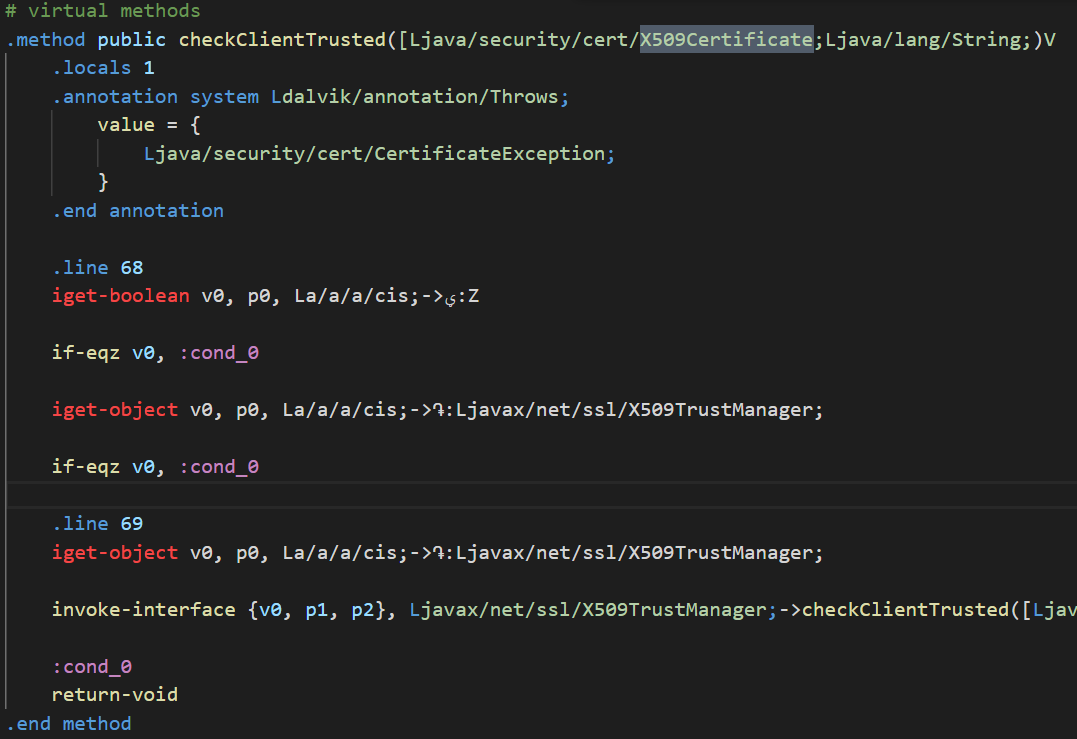 # virtual methods
.method public checkClientTrusted([Ljava/security/cert/X509Certificate;Ljava/lang/String;)V
.locals 1
.annotation system Ldalvik/annotation/Throws;
value = {
Ljava/security/cert/CertificateException;
}
.end annotation
.line 68
iget-boolean v0, p0, La/a/a/cis;->ي:Z
if-eqz v0, :cond_0
iget-object v0, p0, La/a/a/cis;->:Ljavax/net/ssl/X509TrustManager;
if-eqz v0, :cond_0
.line 69
iget-object v0, p0, La/a/a/cis;->:Ljavax/net/ssl/X509TrustManager;
invoke-interface {v0, p1, p2}, Ljavax/net/ssl/X509TrustManager;->checkClientTrusted([Ljav
:cond_0
return-void
.end method